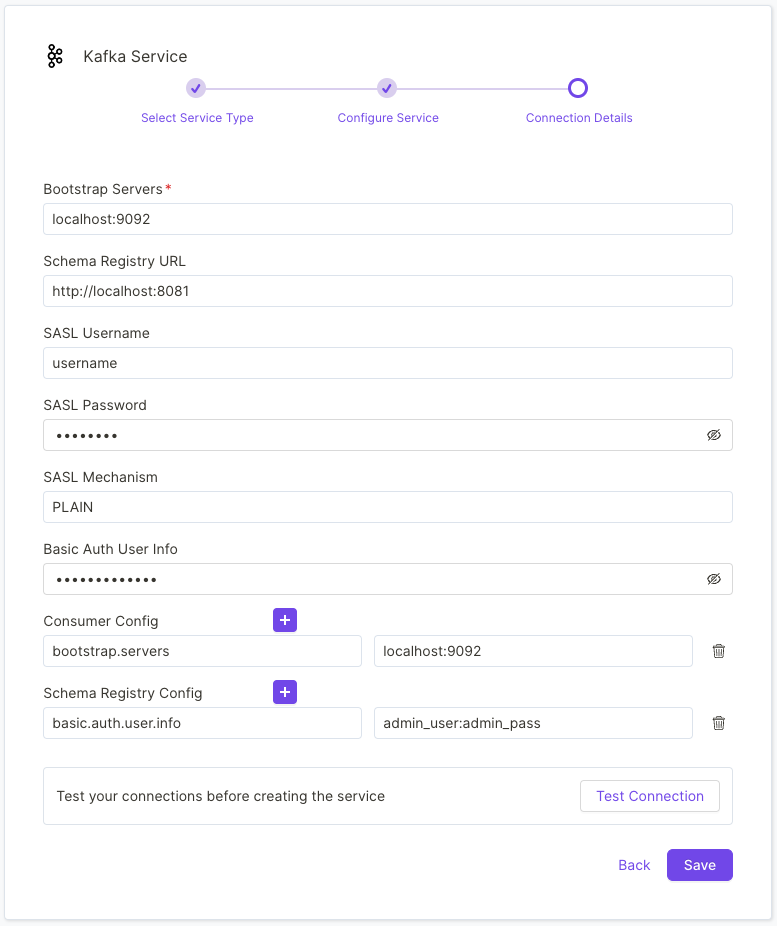 Kafka Service
Select Service Type Configure Service Connection Details
Bootstrap Servers*
localhost:9092
Schema Registry URL
http://localhost:8081
SASL Username
username
SASL Password
••••••••
SASL Mechanism
PLAIN
Basic Auth User Info
•••••••••••••
Consumer Config +
bootstrap.servers localhost:9092
Schema Registry Config +
basic.auth.user.info admin_user:admin_pass
Test your connections before creating the service Test Connection
Back Save